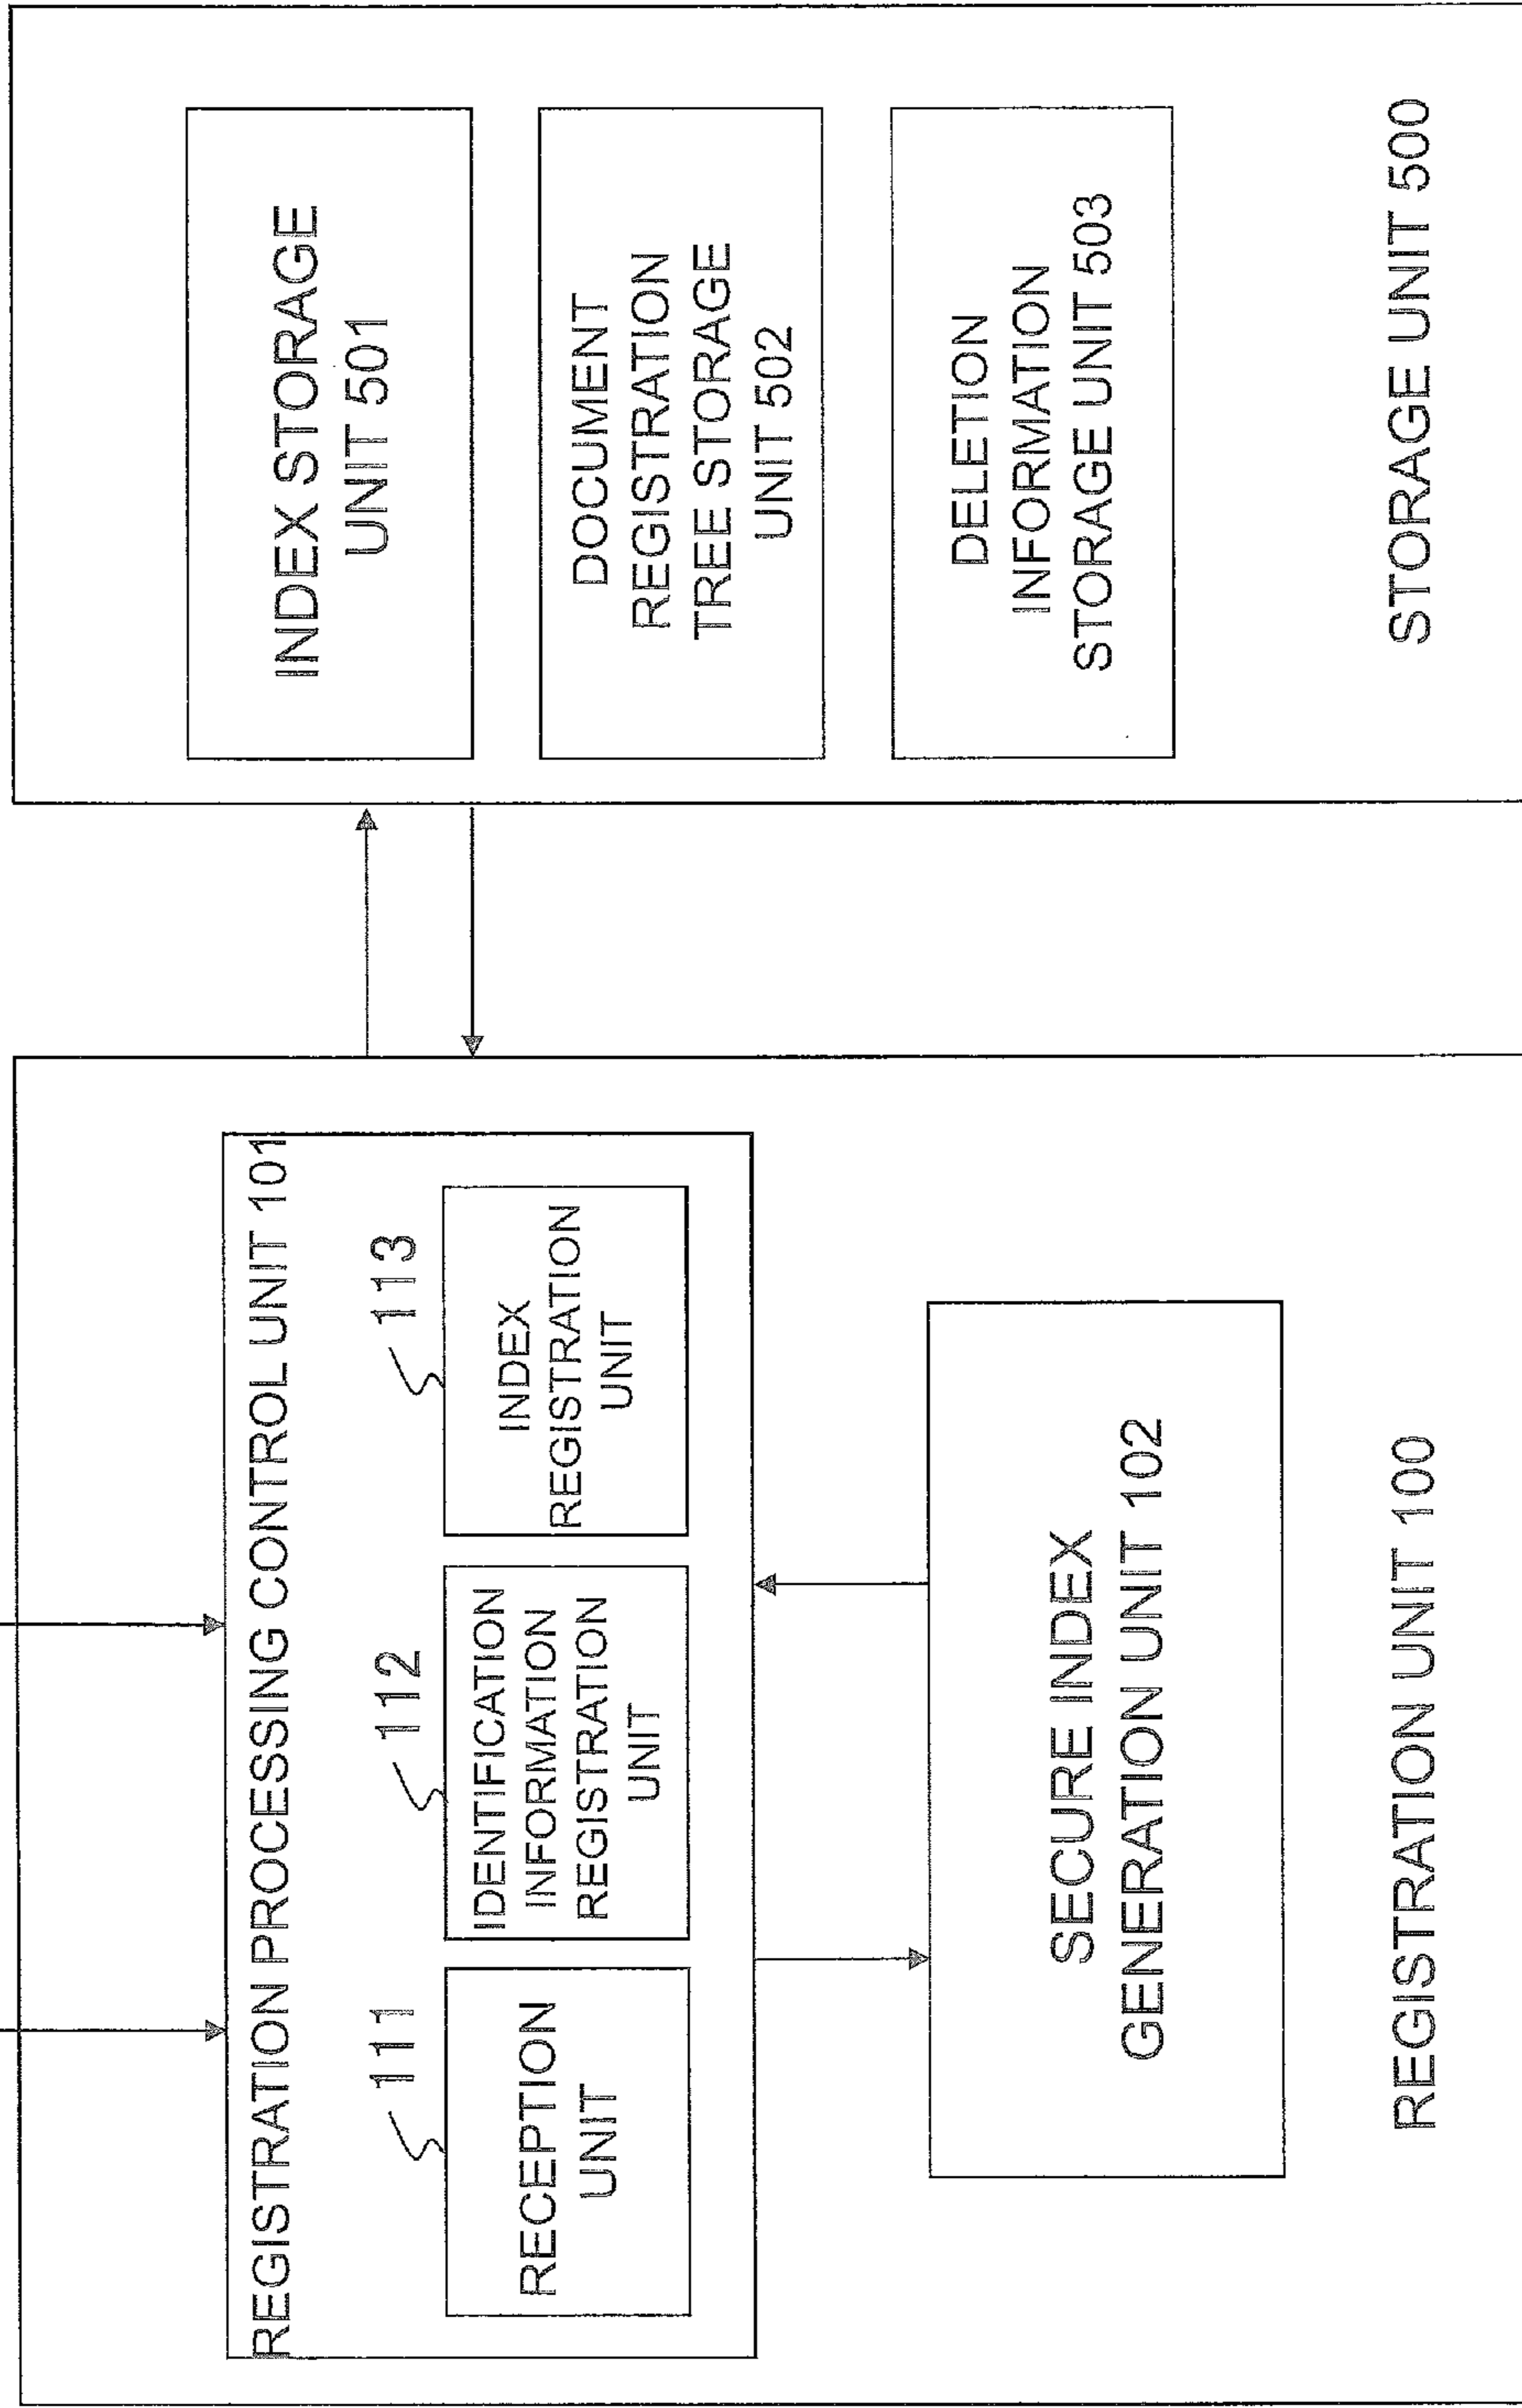 REGISTRATION PROCESSING CONTROL UNIT 101
111
RECEPTION
UNIT
112
IDENTIFICATION
INFORMATION
REGISTRATION
UNIT
113
INDEX
REGISTRATION
UNIT
SECURE INDEX
GENERATION UNIT 102
REGISTRATION UNIT 100
INDEX STORAGE
UNIT 501
DOCUMENT
REGISTRATION
TREE STORAGE
UNIT 502
DELETION
INFORMATION
STORAGE UNIT 503
STORAGE UNIT 500